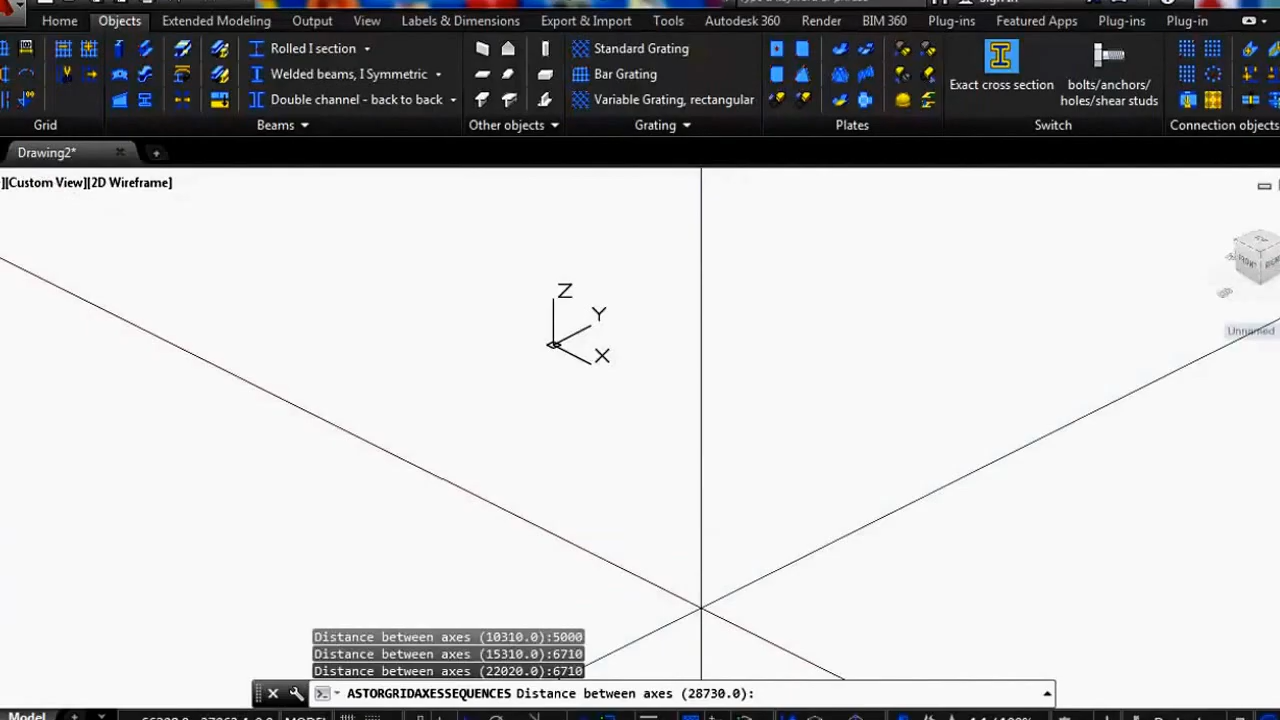 Home Objects Extended Modeling Output View Labels & Dimensions Export & Import Tools Autodesk 360 Render BIM 360 Plug-ins Featured Apps Plug-ins Plug-in
Rolled I section
Standard Grating
Welded beams, I Symmetric
Bar Grating
Exact cross section
bolts/anchors/
holes/shear studs
Double channel - back to back
Variable Grating, rectangular
Grid Beams Other objects Grating Plates Switch Connection objects
Drawing2*
][Custom View][2D Wireframe]
Z
Y
X
TOP
FRONT
Unnamed
Distance between axes (10310.0):5000
Distance between axes (15310.0):6710
Distance between axes (22020.0):6710
ASTORGRIDAXESSEQUENCES Distance between axes (28730.0):
Model
MODEL